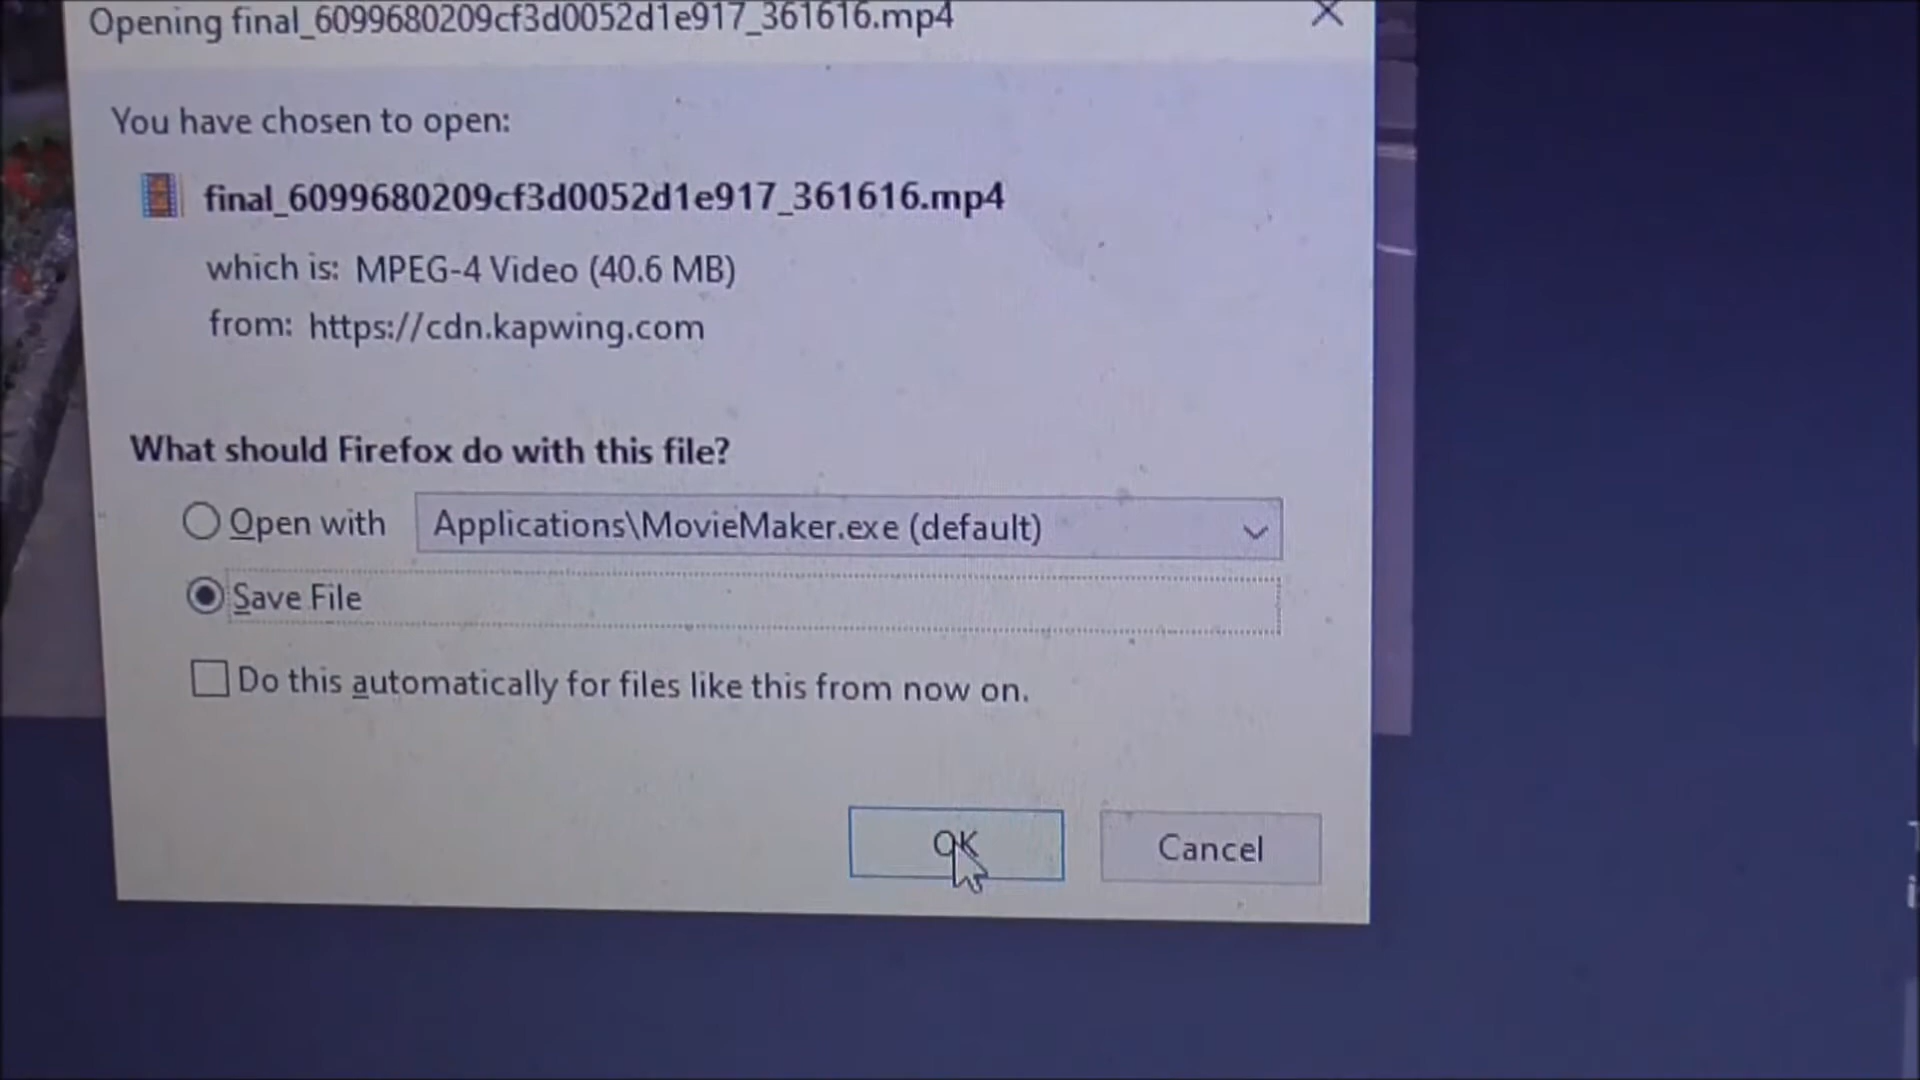 Opening final_6099680209cf3d0052d1e917_361616.mp4
You have chosen to open:
final_6099680209cf3d0052d1e917_361616.mp4
which is: MPEG-4 Video (40.6 MB)
from: https://cdn.kapwing.com
What should Firefox do with this file?
Open with Applications\MovieMaker.exe (default)
Save File
Do this automatically for files like this from now on.
OK Cancel